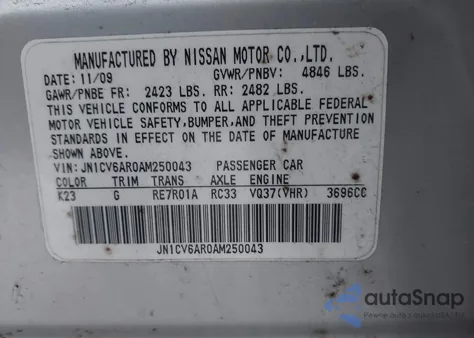 MANUFACTURED BY NISSAN MOTOR CO.,LTD.
DATE: 11/09 GVWR/PNBV: 4846 LBS.
GAWR/PNBE FR: 2423 LBS. RR: 2482 LBS.
THIS VEHICLE CONFORMS TO ALL APPLICABLE FEDERAL
MOTOR VEHICLE SAFETY,BUMPER,AND THEFT PREVENTION
STANDARDS IN EFFECT ON THE DATE OF MANUFACTURE
SHOWN ABOVE.
VIN: JN1CV6AR0AM250043 PASSENGER CAR
COLOR TRIM TRANS AXLE ENGINE
K23 G RE7R01A RC33 VQ37(VHR) 3696CC
JN1CV6AR0AM250043
autoSnap